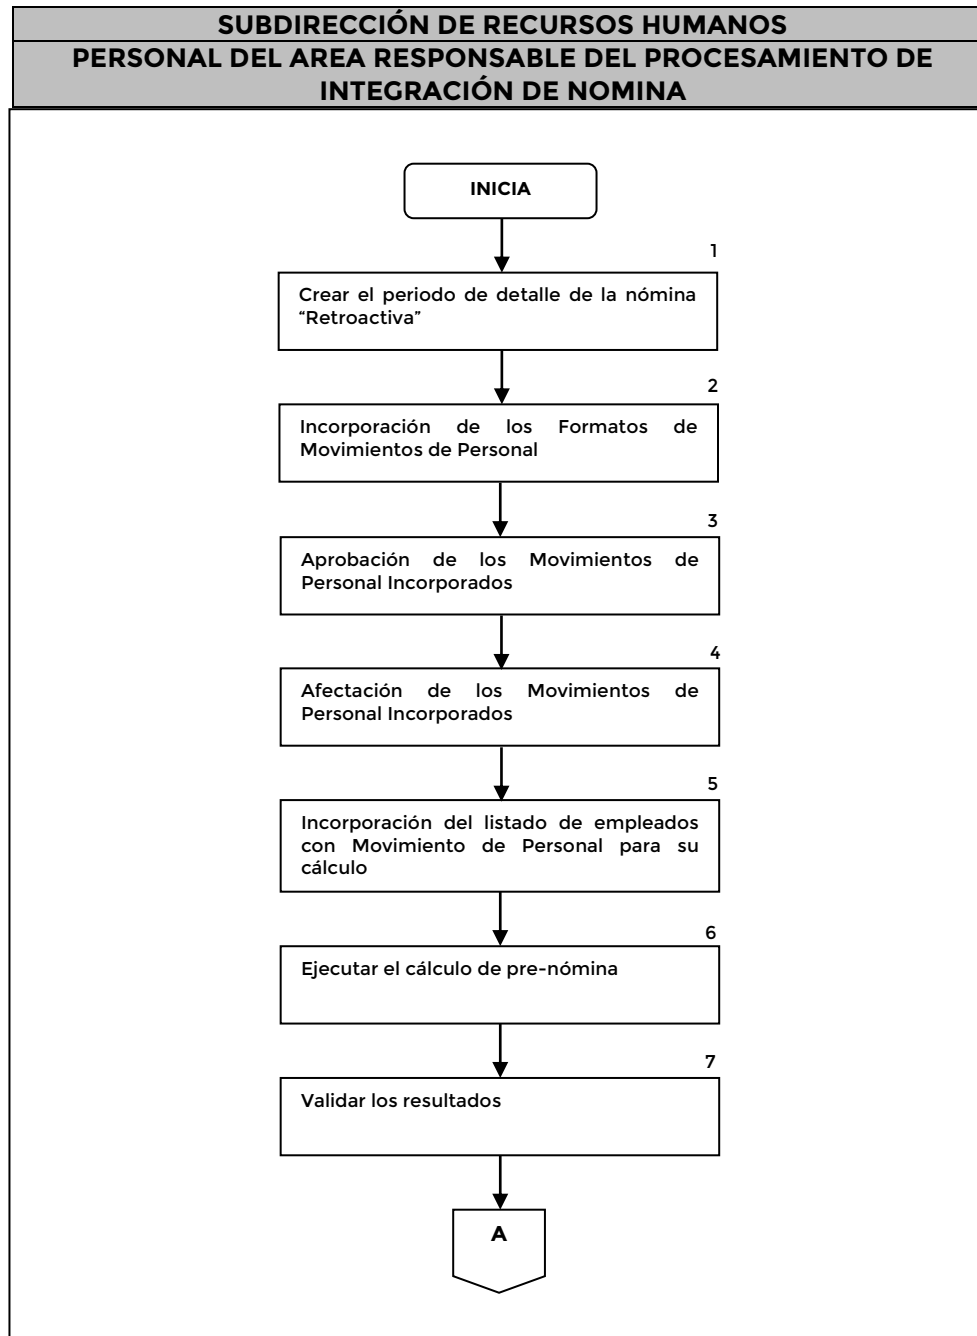 SUBDIRECCIÓN DE RECURSOS HUMANOS
PERSONAL DEL AREA RESPONSABLE DEL PROCESAMIENTO DE
INTEGRACIÓN DE NOMINA
INICIA
1
Crear el periodo de detalle de la nómina
“Retroactiva”
2
Incorporación de los Formatos de
Movimientos de Personal
3
Aprobación de los Movimientos de
Personal Incorporados
4
Afectación de los Movimientos de
Personal Incorporados
5
Incorporación del listado de empleados
con Movimiento de Personal para su
cálculo
6
Ejecutar el cálculo de pre-nómina
7
Validar los resultados
A